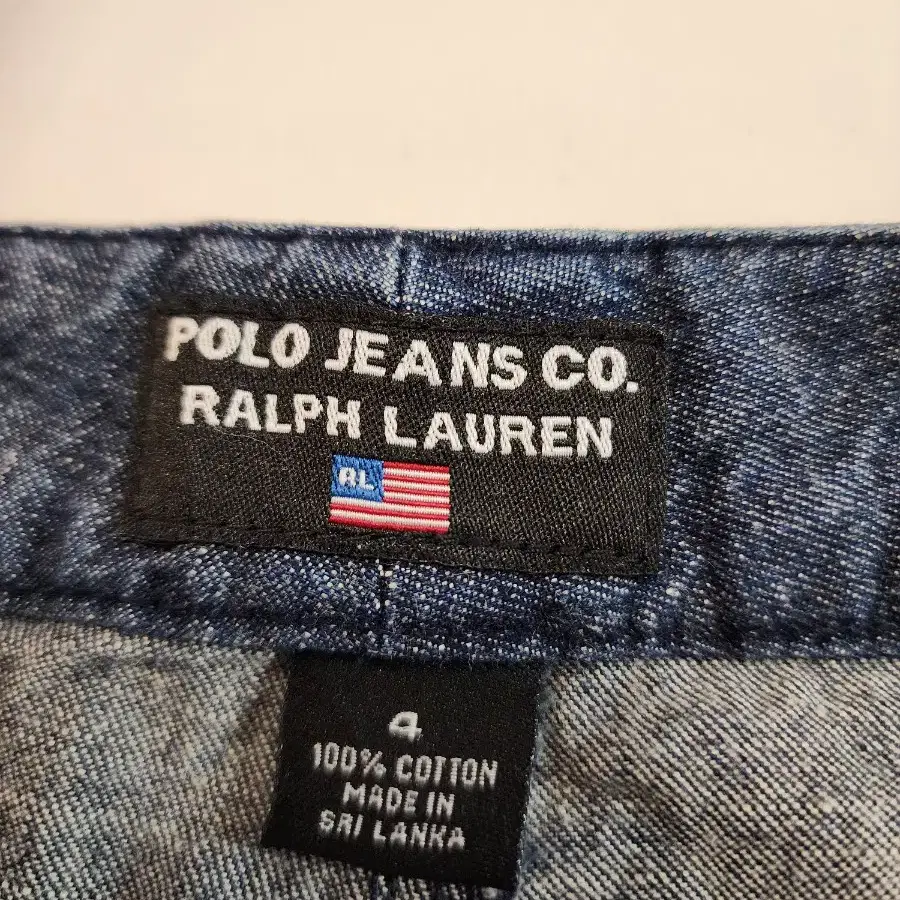 POLO JEANS CO.
RALPH LAUREN
RL
4
100% COTTON
MADE IN
SRI LANKA